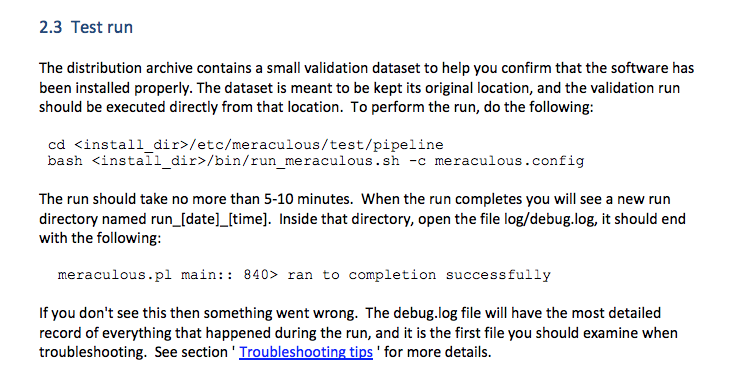 2.3 Test run
The distribution archive contains a small validation dataset to help you confirm that the software has
been installed properly. The dataset is meant to be kept its original location, and the validation run
should be executed directly from that location.  To perform the run, do the following:
cd <install_dir>/etc/meraculous/test/pipeline
bash <install_dir>/bin/run_meraculous.sh -c meraculous.config
The run should take no more than 5-10 minutes.  When the run completes you will see a new run
directory named run_[date]_[time].  Inside that directory, open the file log/debug.log, it should end
with the following:
meraculous.pl main:: 840> ran to completion successfully
If you don't see this then something went wrong.  The debug.log file will have the most detailed
record of everything that happened during the run, and it is the first file you should examine when
troubleshooting.  See section ' Troubleshooting tips ' for more details.